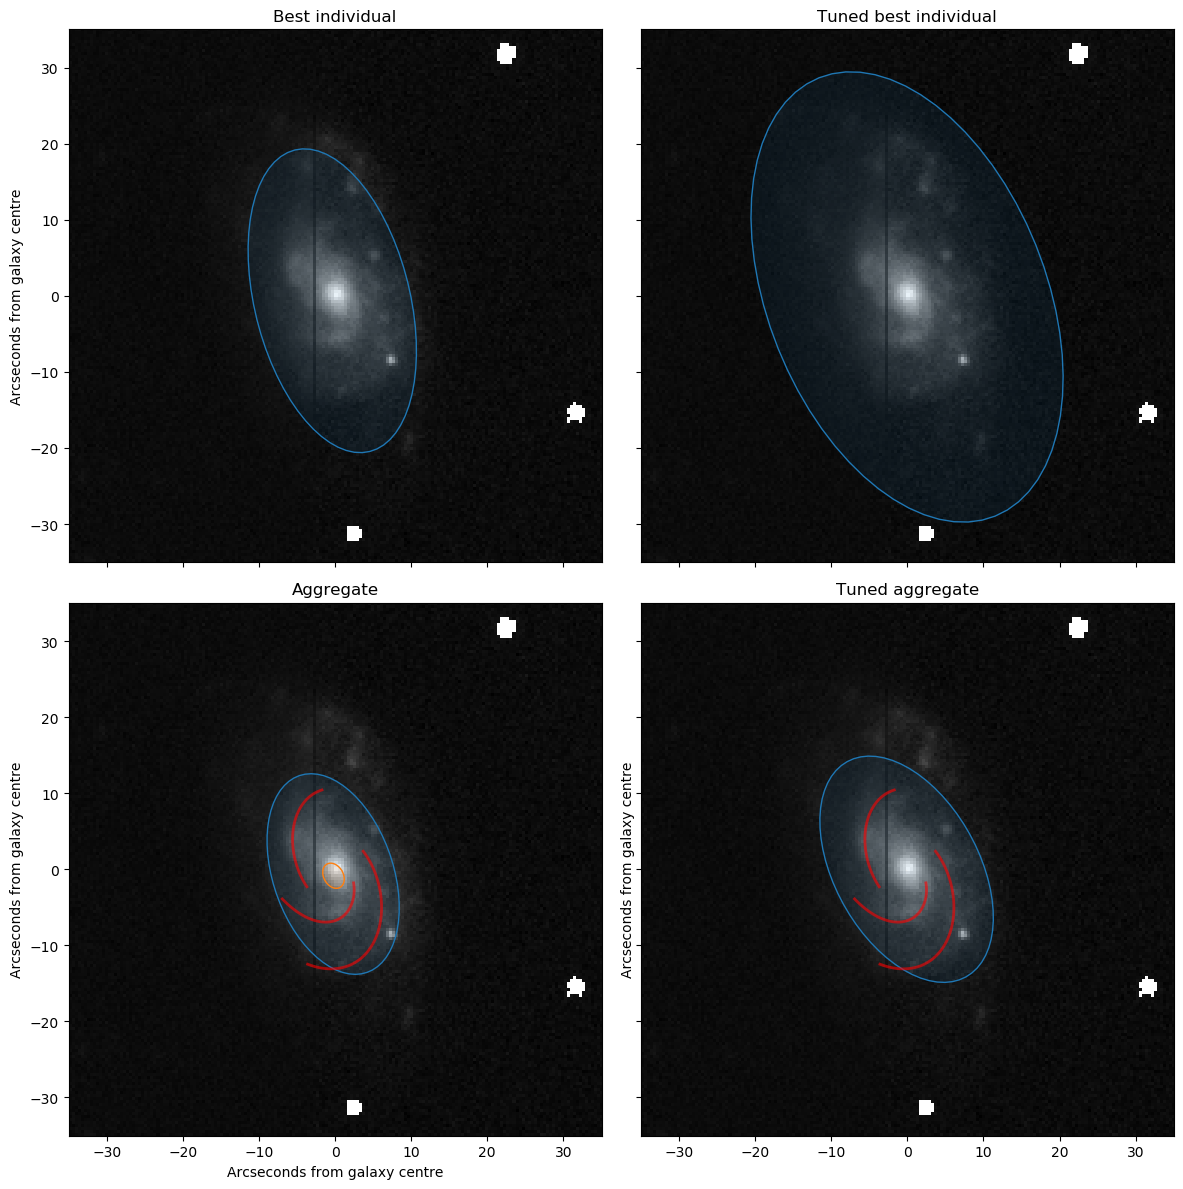 Best individual
Tuned best individual
Arcseconds from galaxy centre
30
20
10
0
−10
−20
−30
Aggregate
Tuned aggregate
Arcseconds from galaxy centre
30
20
10
0
−10
−20
−30
Arcseconds from galaxy centre
−30 −20 −10 0 10 20 30
Arcseconds from galaxy centre
−30 −20 −10 0 10 20 30